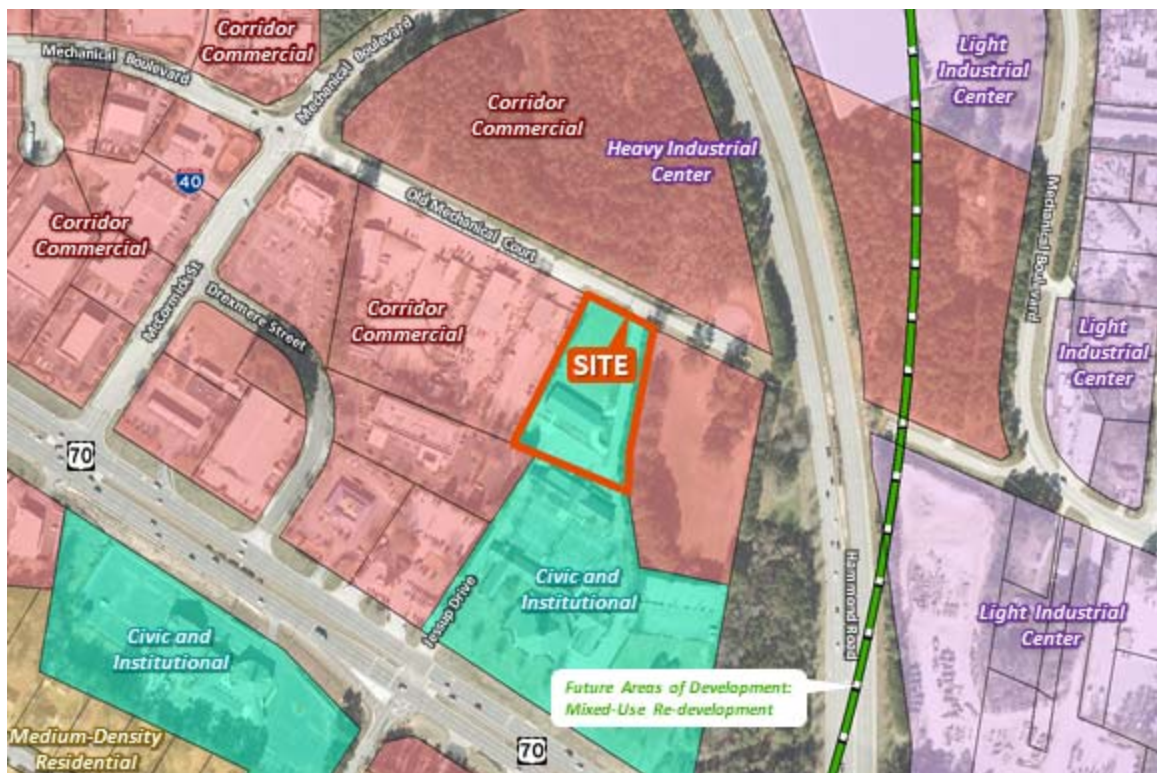 Corridor
Commercial
Mechanical Boulevard
Mechanical Boulevard
Light
Industrial
Center
Corridor
Commercial
Heavy Industrial
Center
40
Mechanical Boulevard
Old Mechanical Court
Corridor
Commercial
McCormick St
Drexmere Street
Corridor
Commercial
Light
Industrial
Center
SITE
70
Hammond Road
Civic and
Institutional
Jessup Drive
Light Industrial
Center
Civic and
Institutional
Future Areas of Development:
Mixed-Use Re-development
Medium-Density
Residential
70